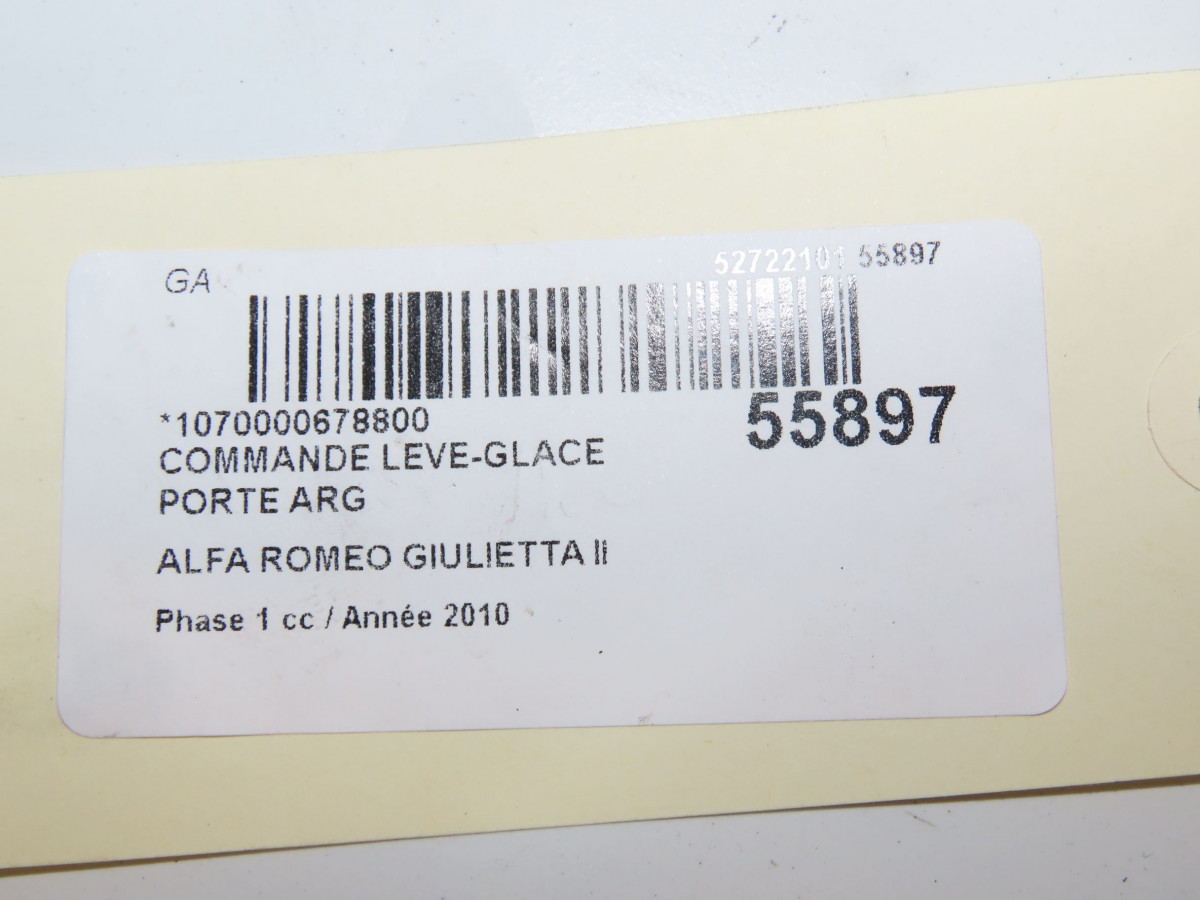 GA
52722101 55897
*1070000678800
55897
COMMANDE LEVE-GLACE
PORTE ARG
ALFA ROMEO GIULIETTA II
Phase 1 cc / Année 2010